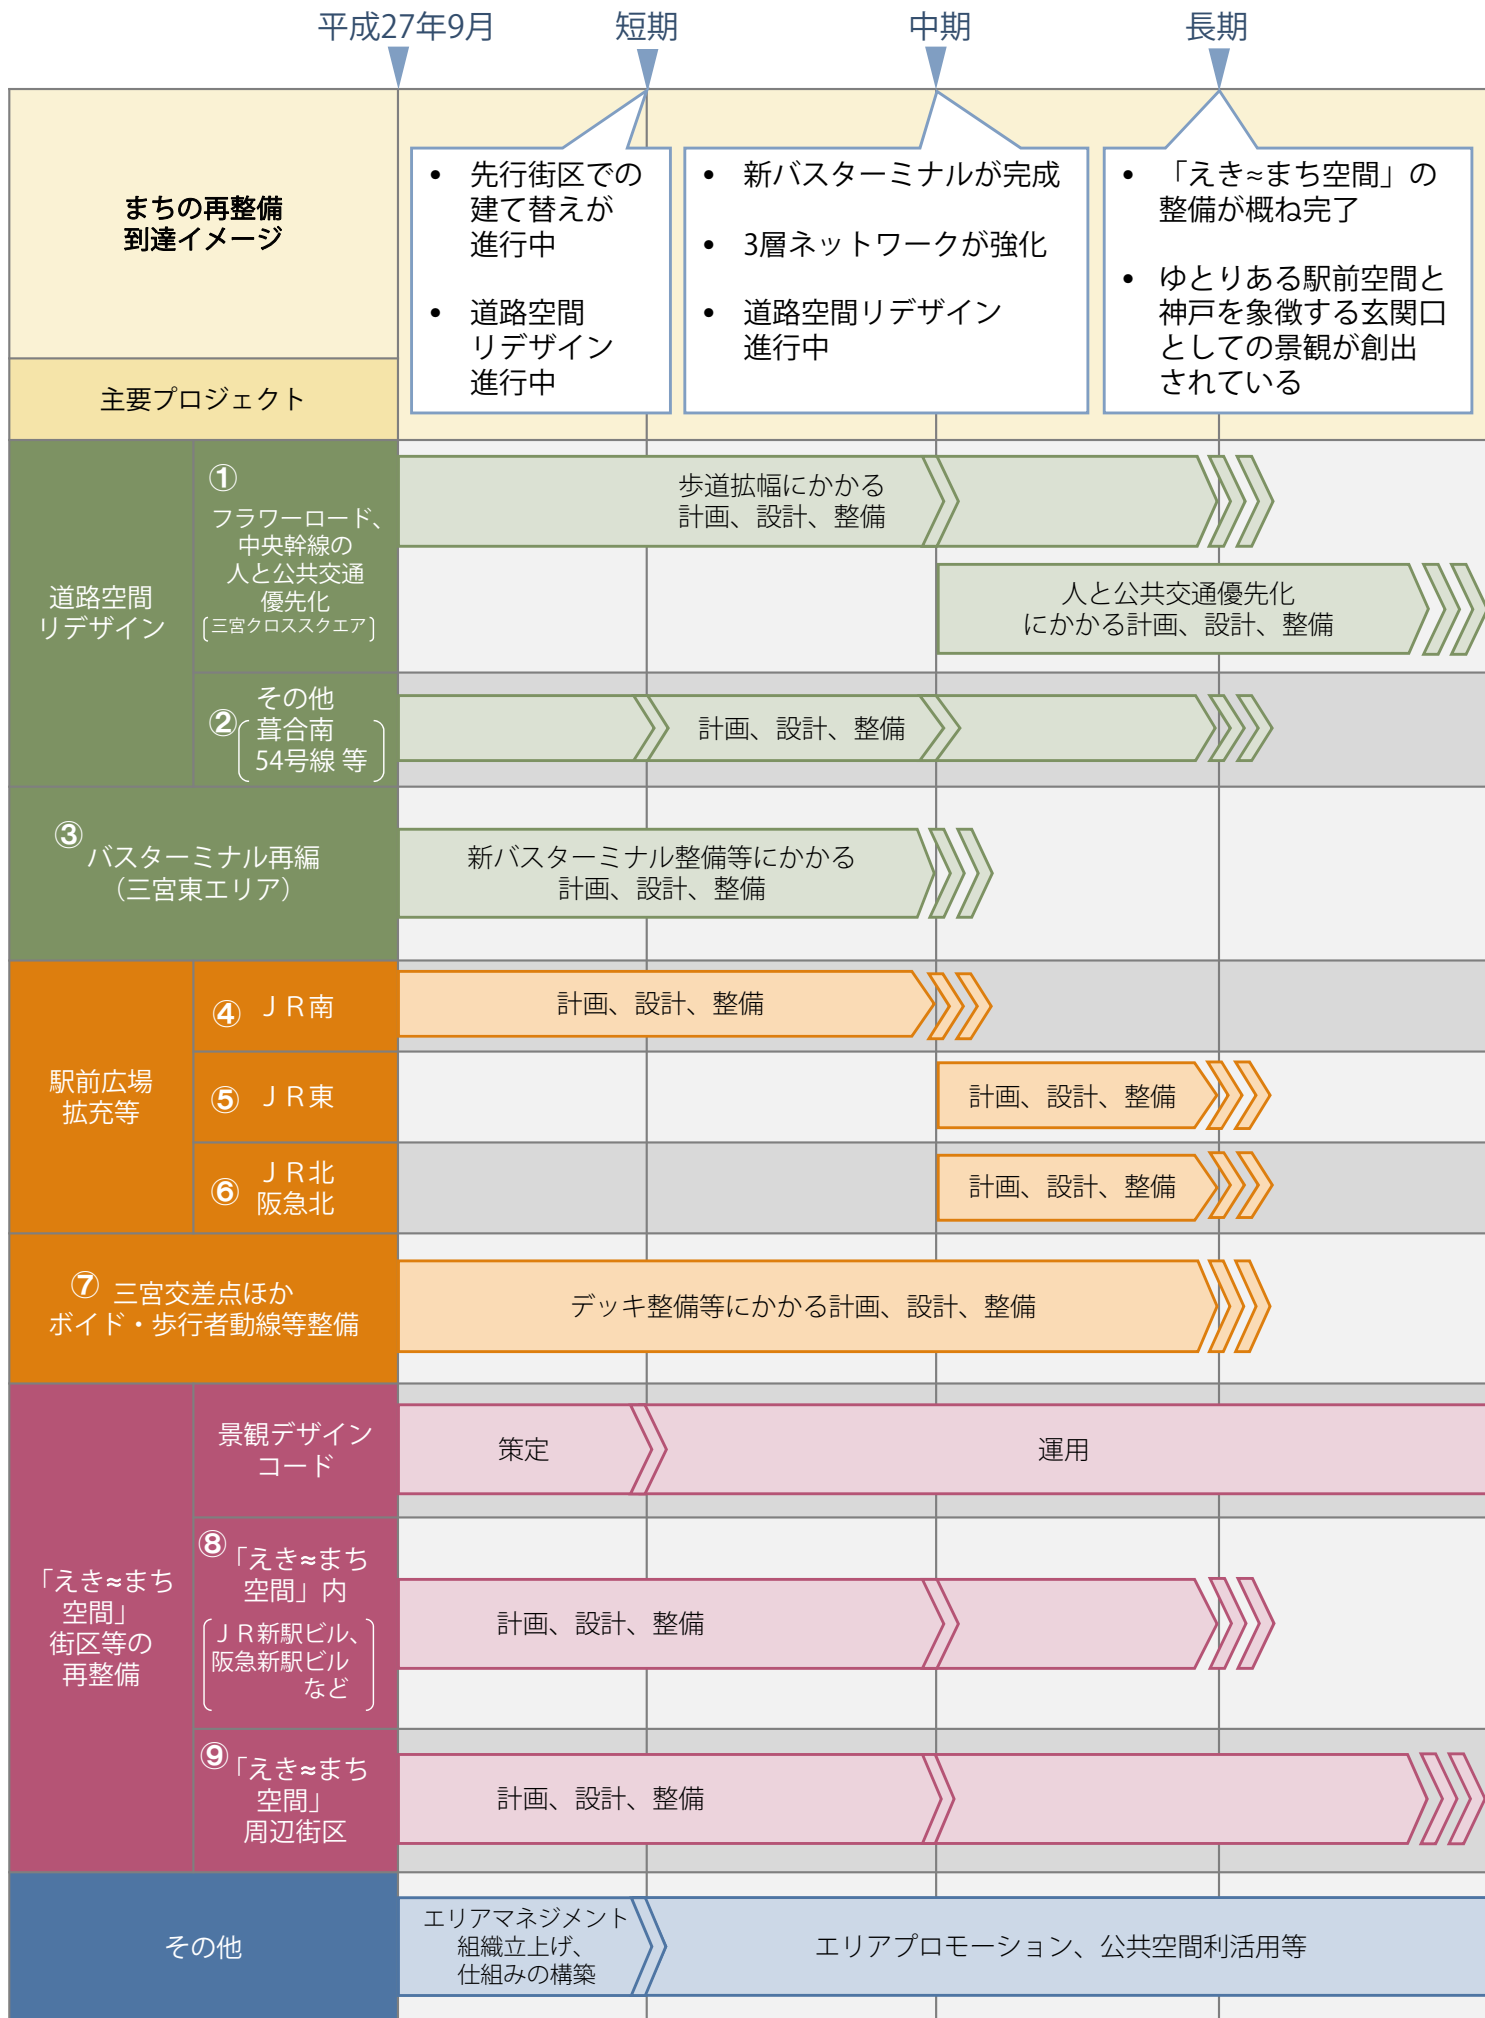 平成27年9月
短期
中期
長期
まちの再整備
到達イメージ
• 先行街区での
建て替えが
進行中
• 道路空間
リデザイン
進行中
• 新バスターミナルが完成
• 3層ネットワークが強化
• 道路空間リデザイン
進行中
• 「えき≈まち空間」の
整備が概ね完了
• ゆとりある駅前空間と
神戸を象徴する玄関口
としての景観が創出
されている
主要プロジェクト
道路空間
リデザイン
①
フラワーロード、
中央幹線の
人と公共交通
優先化
〔三宮クロススクエア〕
歩道拡幅にかかる
計画、設計、整備
人と公共交通優先化
にかかる計画、設計、整備
②
その他
葺合南
54号線 等
計画、設計、整備
③
バスターミナル再編
（三宮東エリア）
新バスターミナル整備等にかかる
計画、設計、整備
駅前広場
拡充等
④ ＪＲ南
計画、設計、整備
⑤ ＪＲ東
計画、設計、整備
⑥ ＪＲ北
阪急北
計画、設計、整備
⑦ 三宮交差点ほか
ボイド・歩行者動線等整備
デッキ整備等にかかる計画、設計、整備
「えき≈まち
空間」
街区等の
再整備
景観デザイン
コード
策定
運用
⑧
「えき≈まち
空間」内
ＪＲ新駅ビル、
阪急新駅ビル
など
計画、設計、整備
⑨
「えき≈まち
空間」
周辺街区
計画、設計、整備
その他
エリアマネジメント
組織立上げ、
仕組みの構築
エリアプロモーション、公共空間利活用等